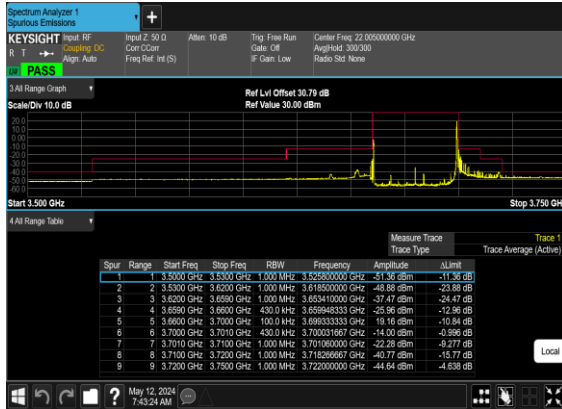 Spectrum Analyzer 1
Spurious Emissions
KEYSIGHT
R T
Input: RF
Coupling: DC
Align: Auto
Input Z: 50 Ω
Corr CCorr
Freq Ref: Int (S)
Atten: 10 dB
Trig: Free Run
Gate: Off
IF Gain: Low
Center Freq: 22.005000000 GHz
Avg|Hold: 300/300
Radio Std: None
PASS
3 All Range Graph
Scale/Div 10.0 dB
Ref Lvl Offset 30.79 dB
Ref Value 30.00 dBm
20.0
10.0
0.00
-10.0
-20.0
-30.0
-40.0
-50.0
-60.0
Start 3.500 GHz
Stop 3.750 GH
4 All Range Table
Measure Trace Trace 1
Trace Type Trace Average (Active)
Spur Range Start Freq Stop Freq RBW Frequency Amplitude ΔLimit
1 1 3.5000 GHz 3.5300 GHz 1.000 MHz 3.525800000 GHz -51.36 dBm -11.36 dB
2 2 3.5300 GHz 3.6200 GHz 1.000 MHz 3.618500000 GHz -48.88 dBm -23.88 dB
3 3 3.6200 GHz 3.6590 GHz 1.000 MHz 3.653410000 GHz -37.47 dBm -24.47 dB
4 4 3.6590 GHz 3.6600 GHz 430.0 kHz 3.659948333 GHz -25.96 dBm -12.96 dB
5 5 3.6600 GHz 3.7000 GHz 100.0 kHz 3.699333333 GHz 19.16 dBm -10.84 dB
6 6 3.7000 GHz 3.7010 GHz 430.0 kHz 3.700031667 GHz -14.00 dBm -0.996 dB
7 7 3.7010 GHz 3.7100 GHz 1.000 MHz 3.701060000 GHz -22.28 dBm -9.277 dB
8 8 3.7100 GHz 3.7200 GHz 1.000 MHz 3.718266667 GHz -40.77 dBm -15.77 dB
9 9 3.7200 GHz 3.7500 GHz 1.000 MHz 3.722000000 GHz -44.64 dBm -4.638 dB
Local
May 12, 2024
7:43:24 AM